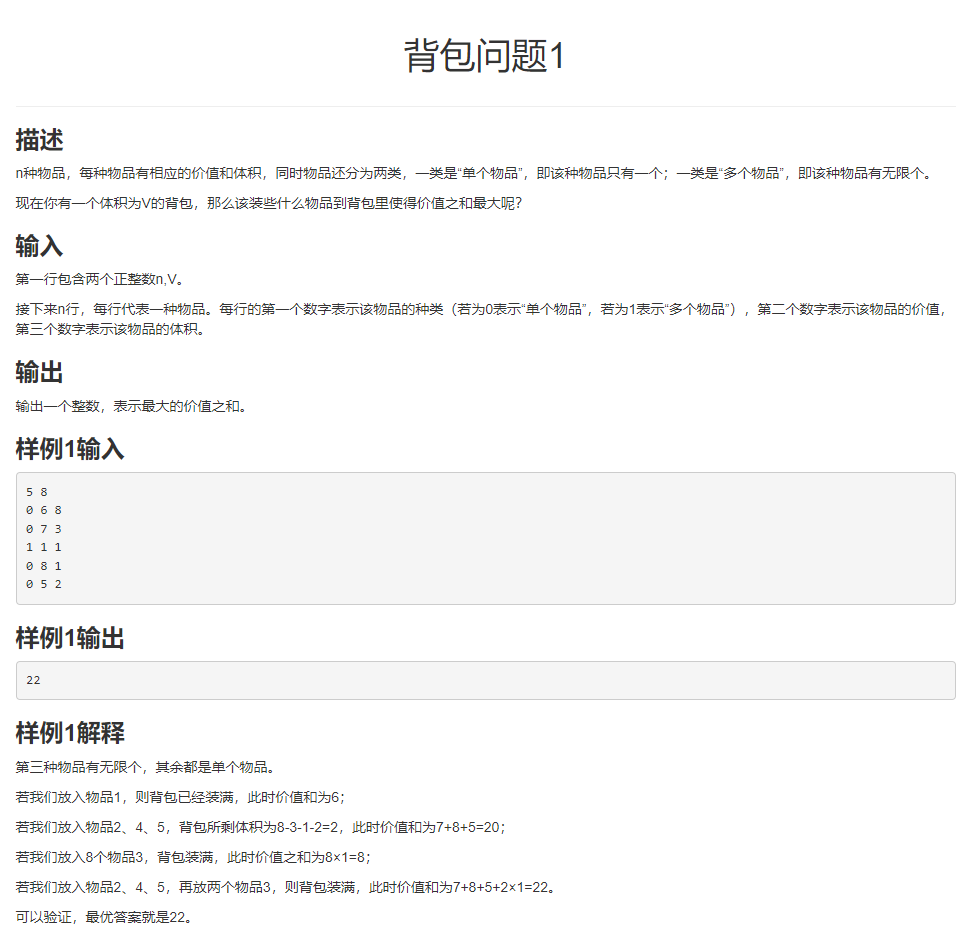 背包问题1
描述
n种物品，每种物品有相应的价值和体积，同时物品还分为两类，一类是“单个物品”，即该种物品只有一个；一类是“多个物品”，即该种物品有无限个。
现在你有一个体积为V的背包，那么该装些什么物品到背包里使得价值之和最大呢？
输入
第一行包含两个正整数n,V。
接下来n行，每行代表一种物品。每行的第一个数字表示该物品的种类（若为0表示“单个物品”，若为1表示“多个物品”），第二个数字表示该物品的价值，
第三个数字表示该物品的体积。
输出
输出一个整数，表示最大的价值之和。
样例1输入
5 8
0 6 8
0 7 3
1 1 1
0 8 1
0 5 2
样例1输出
22
样例1解释
第三种物品有无限个，其余都是单个物品。
若我们放入物品1，则背包已经装满，此时价值和为6；
若我们放入物品2、4、5，背包所剩体积为8-3-1-2=2，此时价值和为7+8+5=20；
若我们放入8个物品3，背包装满，此时价值之和为8×1=8；
若我们放入物品2、4、5，再放两个物品3，则背包装满，此时价值和为7+8+5+2×1=22。
可以验证，最优答案就是22。